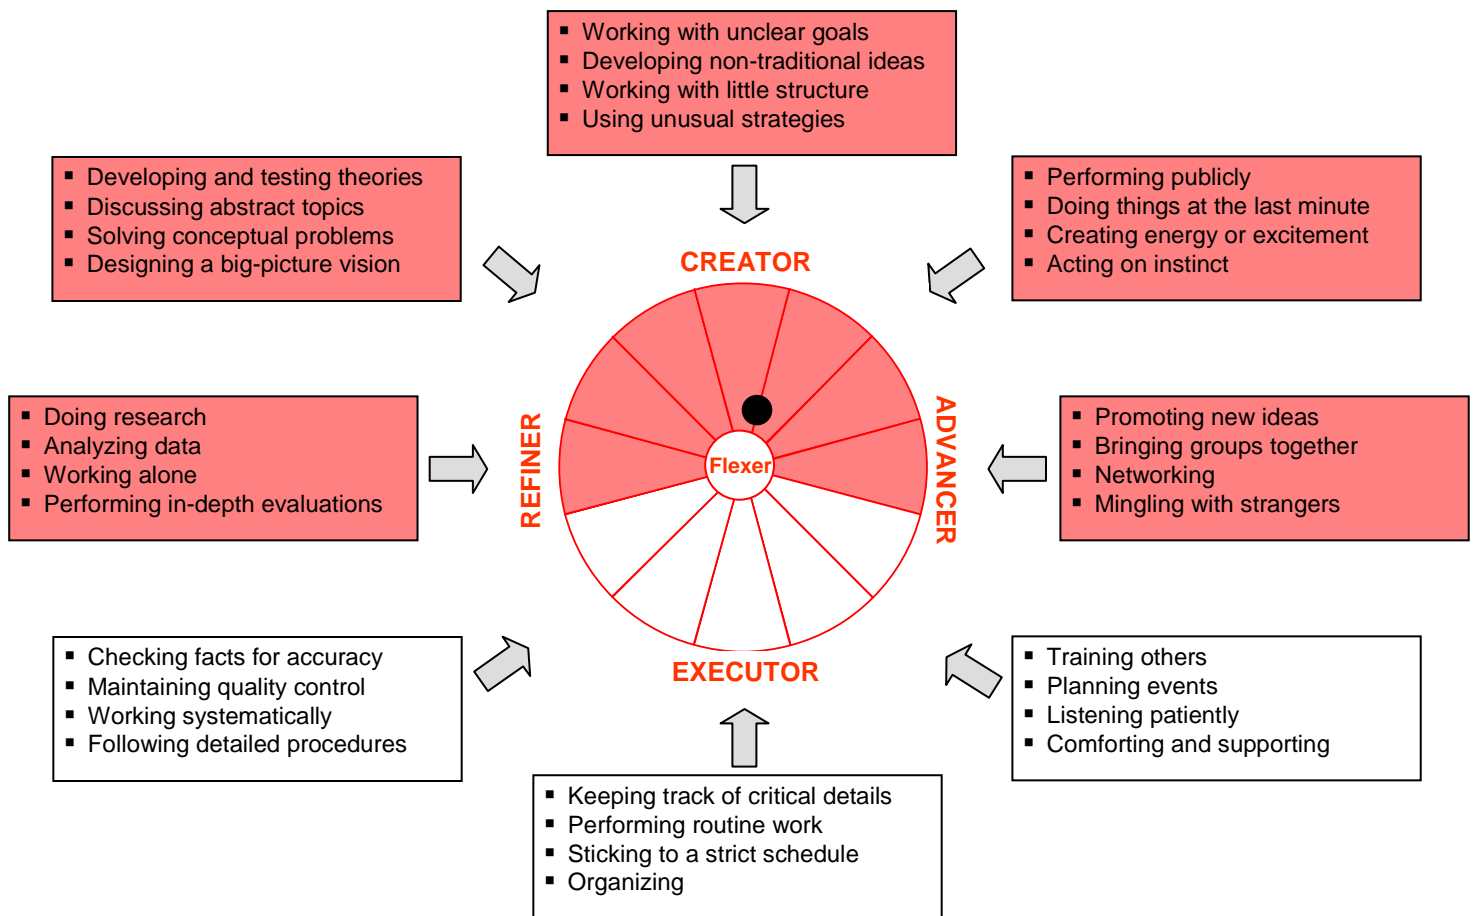 ▪ Working with unclear goals
▪ Developing non-traditional ideas
▪ Working with little structure
▪ Using unusual strategies
▪ Developing and testing theories
▪ Discussing abstract topics
▪ Solving conceptual problems
▪ Designing a big-picture vision
▪ Performing publicly
▪ Doing things at the last minute
▪ Creating energy or excitement
▪ Acting on instinct
CREATOR
▪ Doing research
▪ Analyzing data
▪ Working alone
▪ Performing in-depth evaluations
REFINER
Flexer
ADVANCER
▪ Promoting new ideas
▪ Bringing groups together
▪ Networking
▪ Mingling with strangers
EXECUTOR
▪ Checking facts for accuracy
▪ Maintaining quality control
▪ Working systematically
▪ Following detailed procedures
▪ Training others
▪ Planning events
▪ Listening patiently
▪ Comforting and supporting
▪ Keeping track of critical details
▪ Performing routine work
▪ Sticking to a strict schedule
▪ Organizing